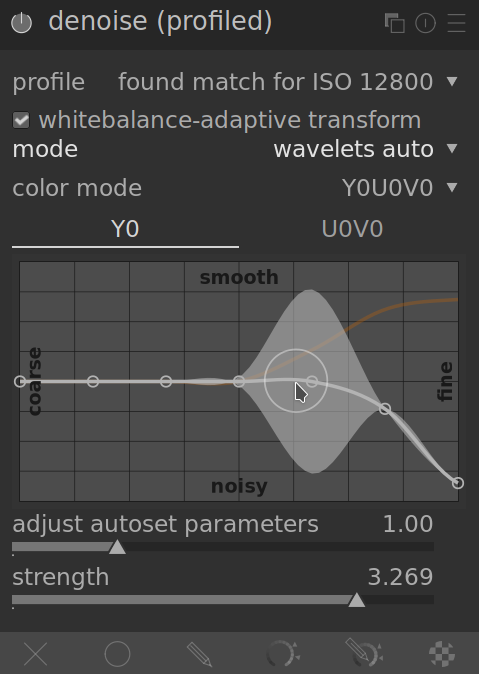 denoise (profiled)
profile found match for ISO 12800
whitebalance-adaptive transform
mode wavelets auto
color mode Y0U0V0
Y0 U0V0
smooth
coarse
fine
noisy
adjust autoset parameters 1.00
strength 3.269